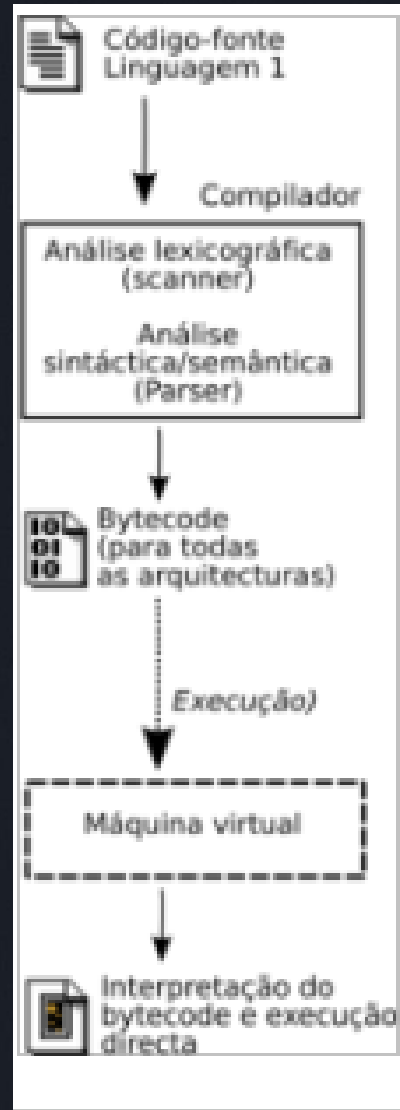 Código-fonte
Linguagem 1
Compilador
Análise lexicográfica
(scanner)
Análise
sintáctica/semântica
(Parser)
Bytecode
(para todas
as arquitecturas)
Execução)
Máquina virtual
Interpretação do
bytecode e execução
directa